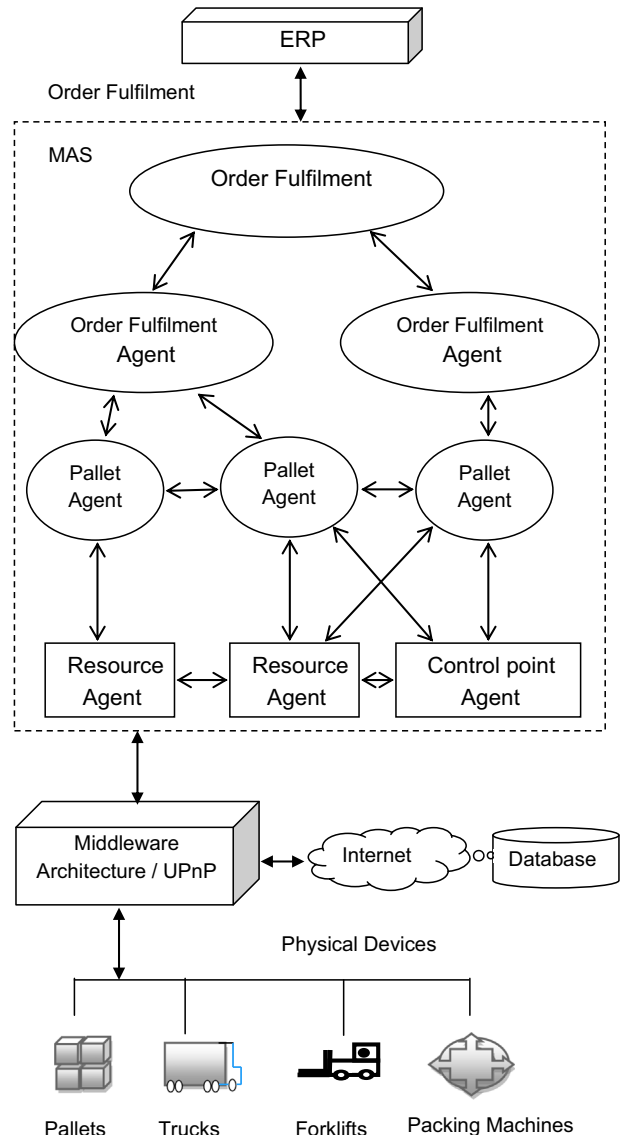 ERP
Order Fulfilment
MAS
Order Fulfilment
Order Fulfilment
Agent
Order Fulfilment
Agent
Pallet
Agent
Pallet
Agent
Pallet
Agent
Resource
Agent
Resource
Agent
Control point
Agent
Middleware
Architecture / UPnP
Internet
Database
Physical Devices
Pallets
Trucks
Forklifts
Packing Machines